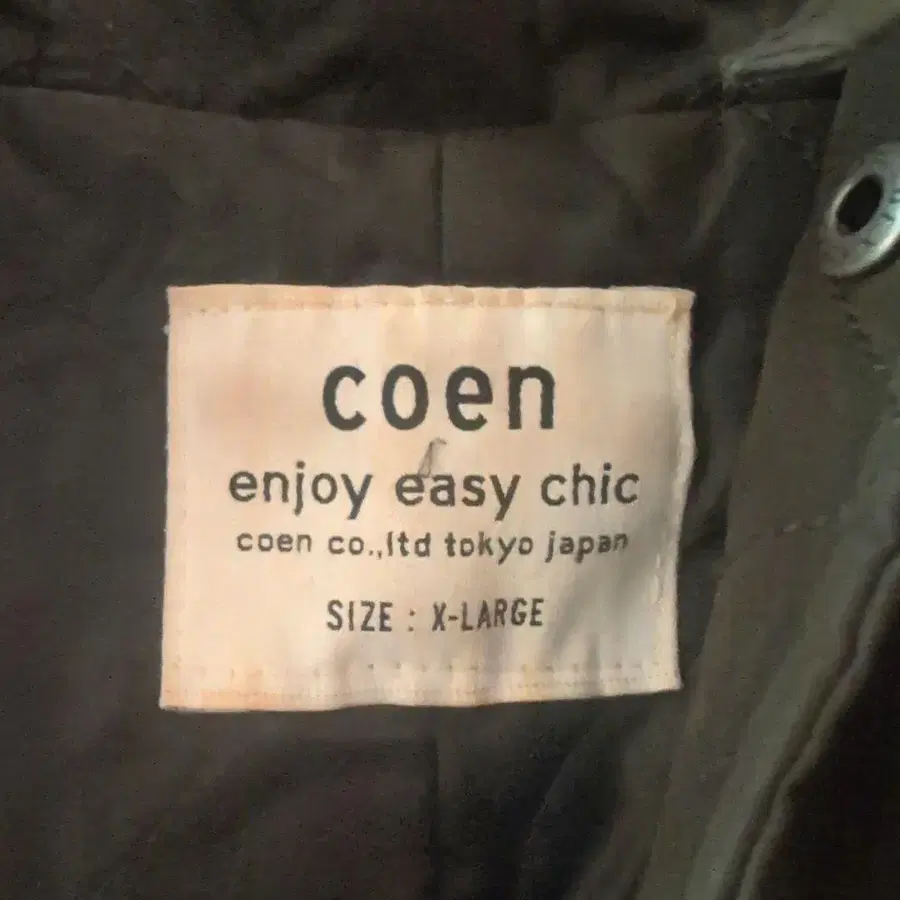 coen
enjoy easy chic
coen co.,ltd tokyo japan
SIZE : X-LARGE